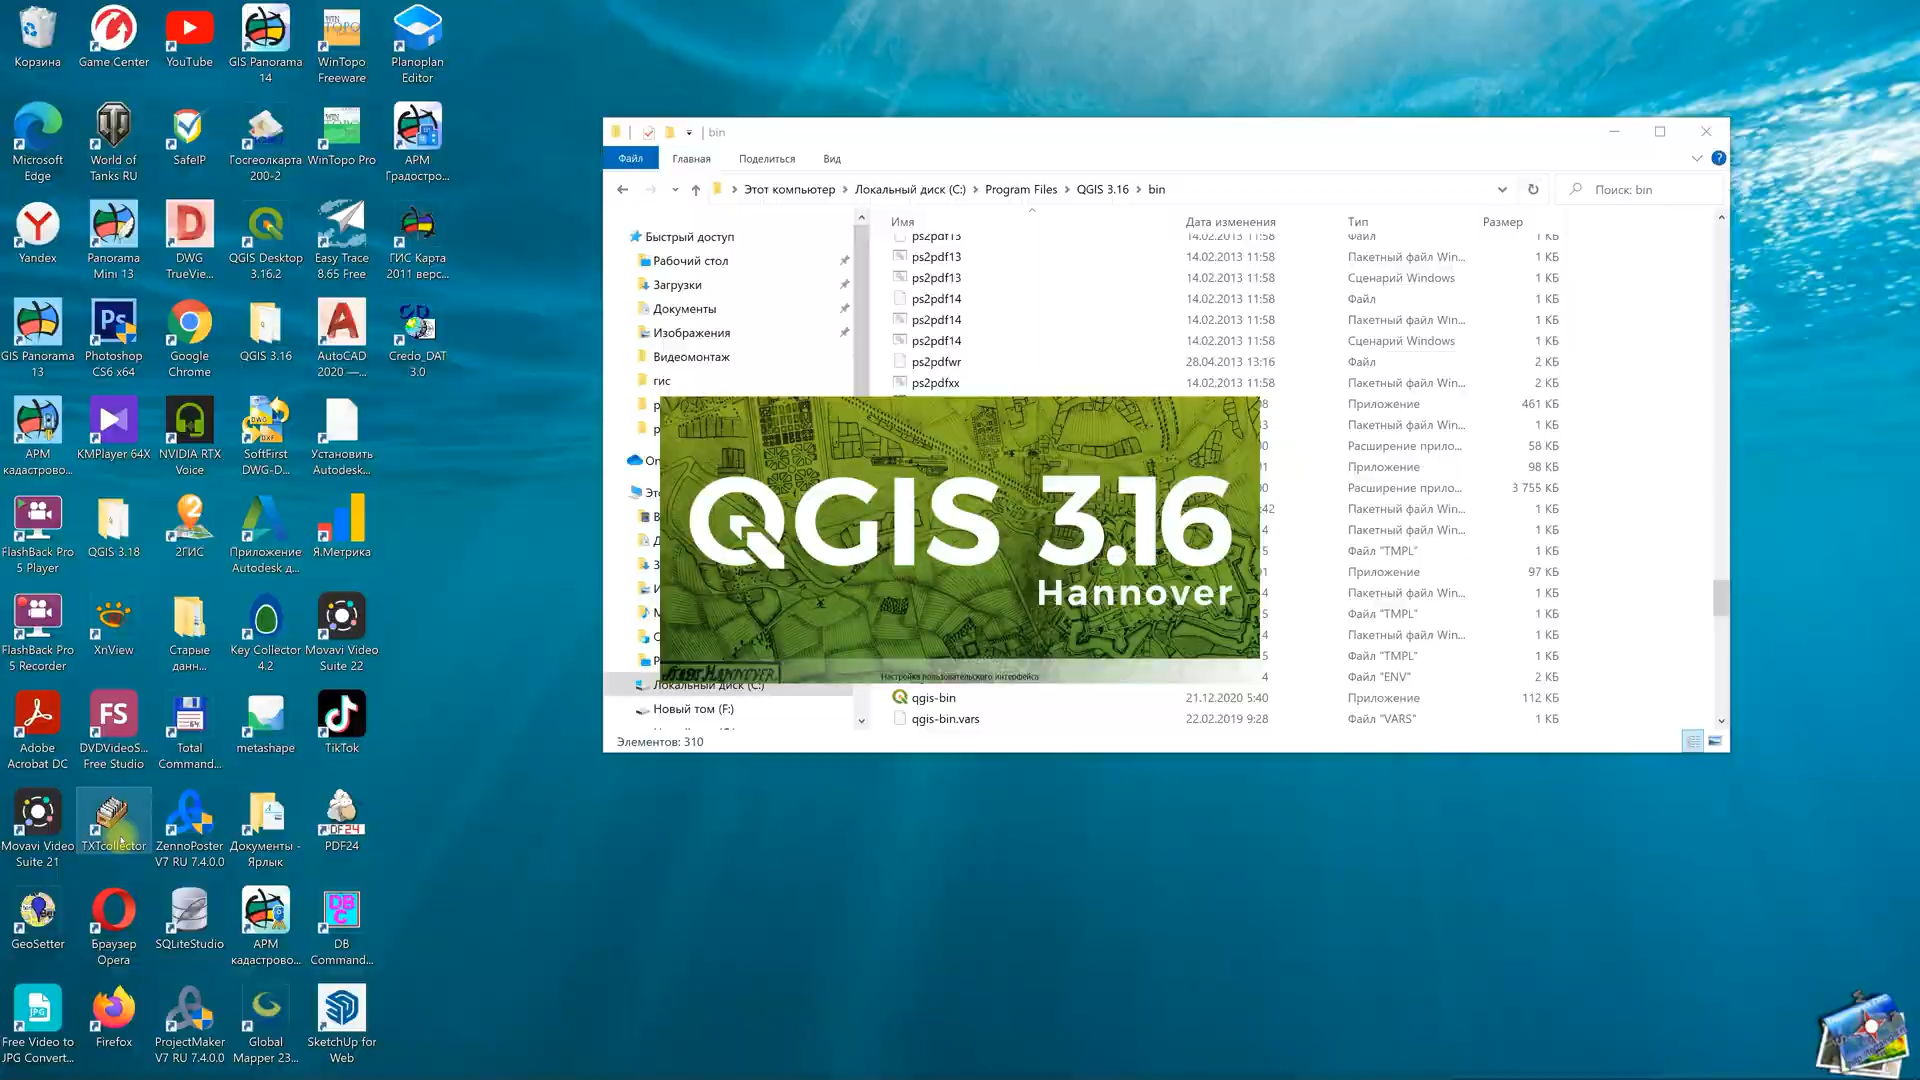 Корзина
Game Center
YouTube
GIS Panorama
14
WinTopo
Freeware
Planoplan
Editor
Microsoft
Edge
World of
Tanks RU
SafeIP
Госгеолкарта
200-2
WinTopo Pro
АРМ
Градостро...
Yandex
Panorama
Mini 13
DWG
TrueVie...
QGIS Desktop
3.16.2
Easy Trace
8.65 Free
ГИС Карта
2011 верс...
GIS Panorama
13
Photoshop
CS6 x64
Google
Chrome
QGIS 3.16
AutoCAD
2020 —...
Credo_DAT
3.0
АРМ
кадастрово...
KMPlayer 64X
NVIDIA RTX
Voice
SoftFirst
DWG-D...
Установить
Autodesk...
FlashBack Pro
5 Player
QGIS 3.18
2ГИС
Приложение
Autodesk д...
Я.Метрика
FlashBack Pro
5 Recorder
XnView
Старые
данн...
Key Collector
4.2
Movavi Video
Suite 22
Adobe
Acrobat DC
DVDVideoS...
Free Studio
Total
Command...
metashape
TikTok
Movavi Video
Suite 21
TXTcollector
ZennoPoster
V7 RU 7.4.0.0
Документы -
Ярлык
PDF24
GeoSetter
Браузер
Opera
SQLiteStudio
АРМ
кадастрово...
DB
Command...
Free Video to
JPG Convert...
Firefox
ProjectMaker
V7 RU 7.4.0.0
Global
Mapper 23...
SketchUp for
Web
bin
Файл
Главная
Поделиться
Вид
Этот компьютер
Локальный диск (C:)
Program Files
QGIS 3.16
bin
Поиск: bin
Быстрый доступ
Рабочий стол
Загрузки
Документы
Изображения
Видеомонтаж
гис
Локальный диск (C:)
Новый том (F:)
Имя Дата изменения Тип Размер
ps2pdf13 14.02.2013 11:58 Файл 1 КБ
ps2pdf13 14.02.2013 11:58 Пакетный файл Win... 1 КБ
ps2pdf13 14.02.2013 11:58 Сценарий Windows 1 КБ
ps2pdf14 14.02.2013 11:58 Файл 1 КБ
ps2pdf14 14.02.2013 11:58 Пакетный файл Win... 1 КБ
ps2pdf14 14.02.2013 11:58 Сценарий Windows 1 КБ
ps2pdfwr 28.04.2013 13:16 Файл 2 КБ
ps2pdfxx 14.02.2013 11:58 Пакетный файл Win... 2 КБ
Приложение 461 КБ
Пакетный файл Win... 1 КБ
Расширение прило... 58 КБ
Приложение 98 КБ
Расширение прило... 3 755 КБ
Пакетный файл Win... 1 КБ
Пакетный файл Win... 1 КБ
Файл "TMPL" 1 КБ
Приложение 97 КБ
Пакетный файл Win... 1 КБ
Файл "TMPL" 1 КБ
Пакетный файл Win... 1 КБ
Файл "TMPL" 1 КБ
Файл "ENV" 2 КБ
qgis-bin 21.12.2020 5:40 Приложение 112 КБ
qgis-bin.vars 22.02.2019 9:28 Файл "VARS" 1 КБ
QGIS 3.16
Hannover
Настройка пользовательского интерфейса
Элементов: 310